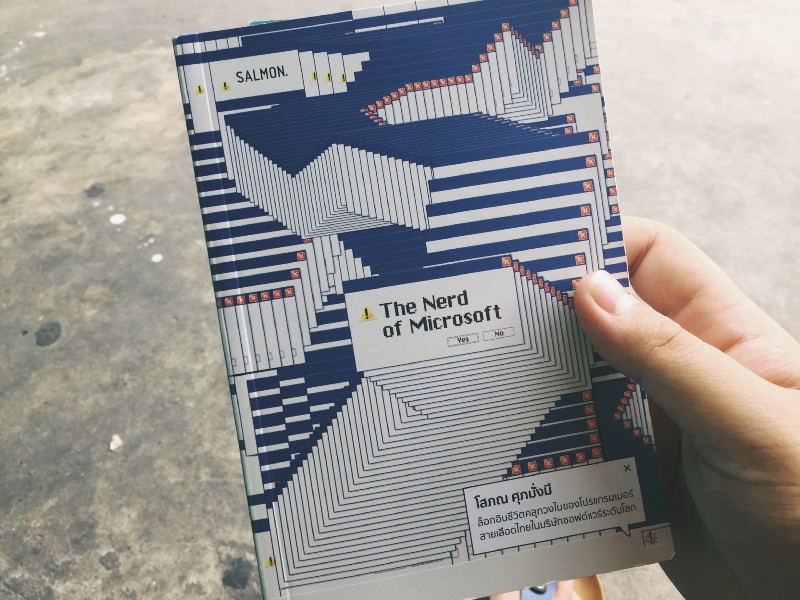 SALMON.
The Nerd
of Microsoft
Yes No
โสภณ ศุภมั่งมี
ล็อกอินชีวิตคลุกวงในของโปรแกรมเมอร์
สายเลือดไทยในบริษัทซอฟต์แวร์ระดับโลก